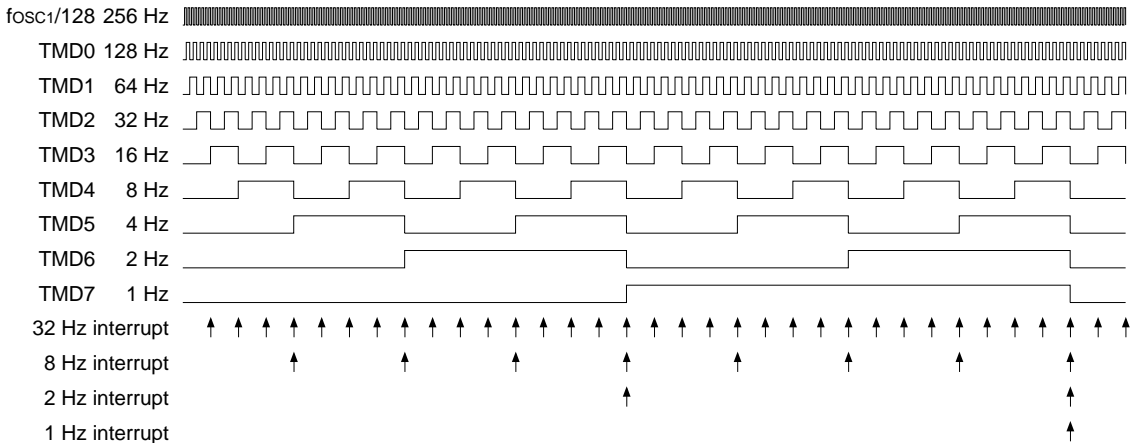 fOSC1/128 256 Hz
TMD0 128 Hz
TMD1 64 Hz
TMD2 32 Hz
TMD3 16 Hz
TMD4 8 Hz
TMD5 4 Hz
TMD6 2 Hz
TMD7 1 Hz
32 Hz interrupt
8 Hz interrupt
2 Hz interrupt
1 Hz interrupt